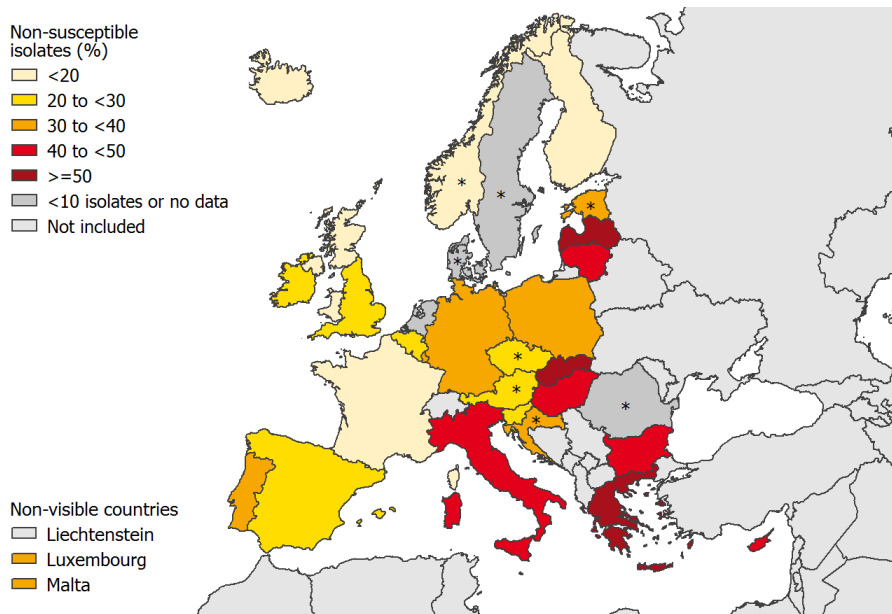 Non-susceptible
isolates (%)
<20
20 to <30
30 to <40
40 to <50
>=50
<10 isolates or no data
Not included
*
*
*
*
*
*
*
*
Non-visible countries
Liechtenstein
Luxembourg
Malta